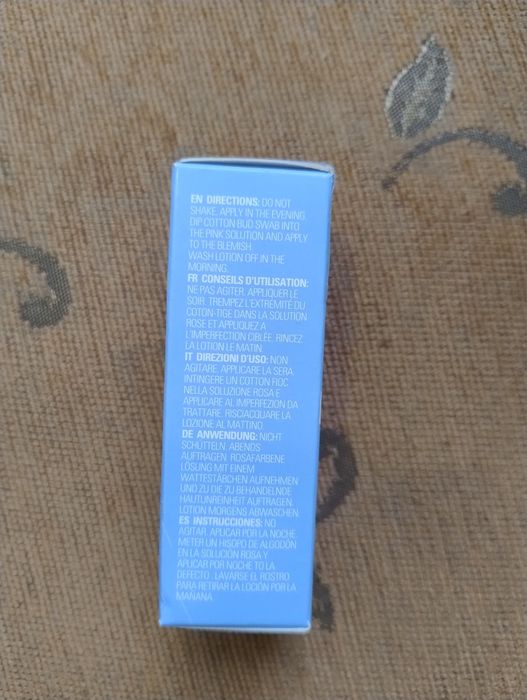 EN DIRECTIONS: DO NOT
SHAKE. APPLY IN THE EVENING.
DIP COTTON BUD SWAB INTO
THE PINK SOLUTION AND APPLY
TO THE BLEMISH.
WASH LOTION OFF IN THE
MORNING.
FR CONSEILS D'UTILISATION:
NE PAS AGITER. APPLIQUER LE
SOIR. TREMPEZ L'EXTREMITÉ DU
COTON-TIGE DANS LA SOLUTION
ROSE ET APPLIQUEZ A
L'IMPERFECTION CIBLÉE. RINCEZ
LA LOTION LE MATIN.
IT DIREZIONI D'USO: NON
AGITARE. APPLICARE LA SERA.
INTINGERE UN COTTON FIOC
NELLA SOLUZIONE ROSA E
APPLICARE AL IMPERFEZION DA
TRATTARE. RISCIACQUARE LA
LOZIONE AL MATTINO.
DE ANWENDUNG: NICHT
SCHÜTTELN. ABENDS
AUFTRAGEN. ROSAFARBENE
LÖSUNG MIT EINEM
WATTESTÄBCHEN AUFNEHMEN
UND ZU DIE ZU BEHANDELNDE
HAUTUNREINHEIT AUFTRAGEN.
LOTION MORGENS ABWASCHEN.
ES INSTRUCCIONES: NO
AGITAR. APLICAR POR LA NOCHE.
METER UN HISOPO DE ALGODÓN
EN LA SOLUCIÓN ROSA Y
APLICAR POR NOCHE TO LA
DEFECTO. LAVARSE EL ROSTRO
PARA RETIRAR LA LOCIÓN POR LA
MAÑANA.